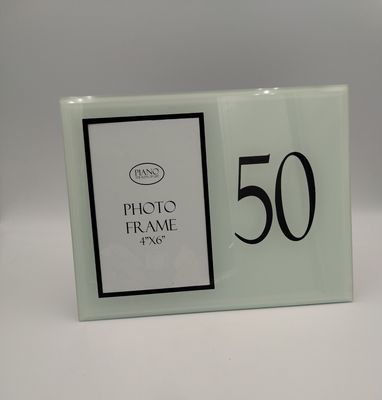 PIANO
PHOTO
FRAME
4"X6"
50